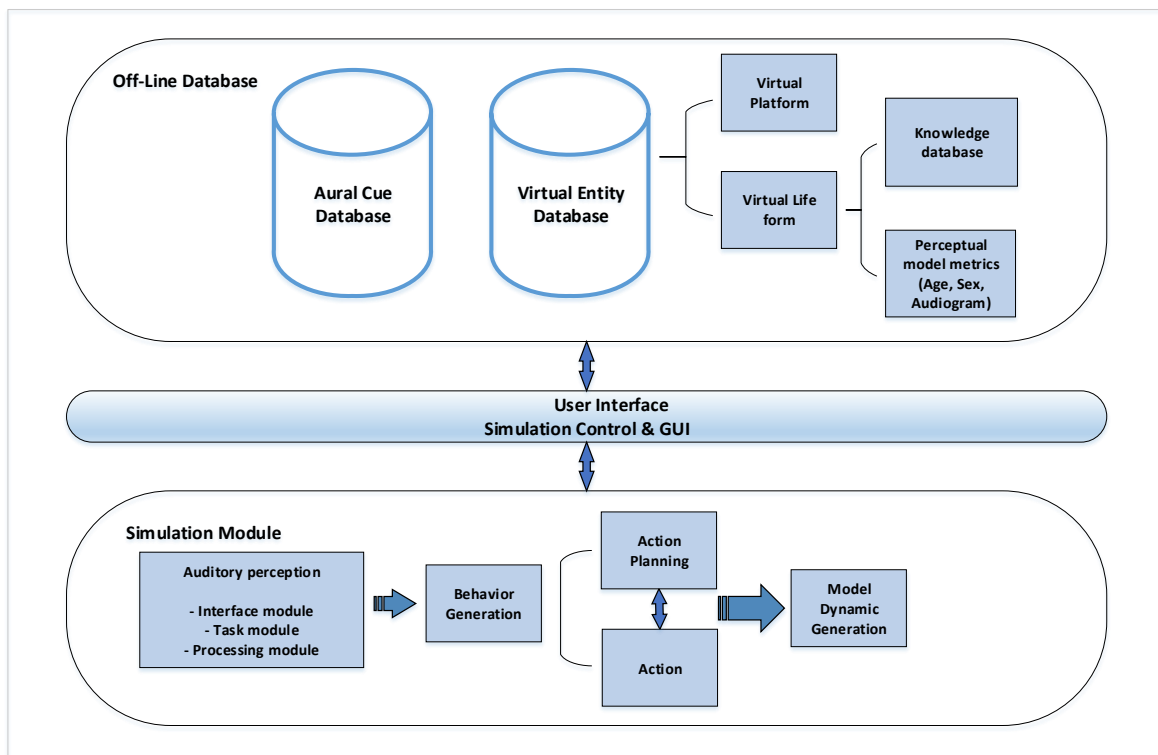 Off-Line Database
Aural Cue
Database
Virtual Entity
Database
Virtual
Platform
Virtual Life
form
Knowledge
database
Perceptual
model metrics
(Age, Sex,
Audiogram)
User Interface
Simulation Control & GUI
Simulation Module
Auditory perception
- Interface module
- Task module
- Processing module
Behavior
Generation
Action
Planning
Action
Model
Dynamic
Generation